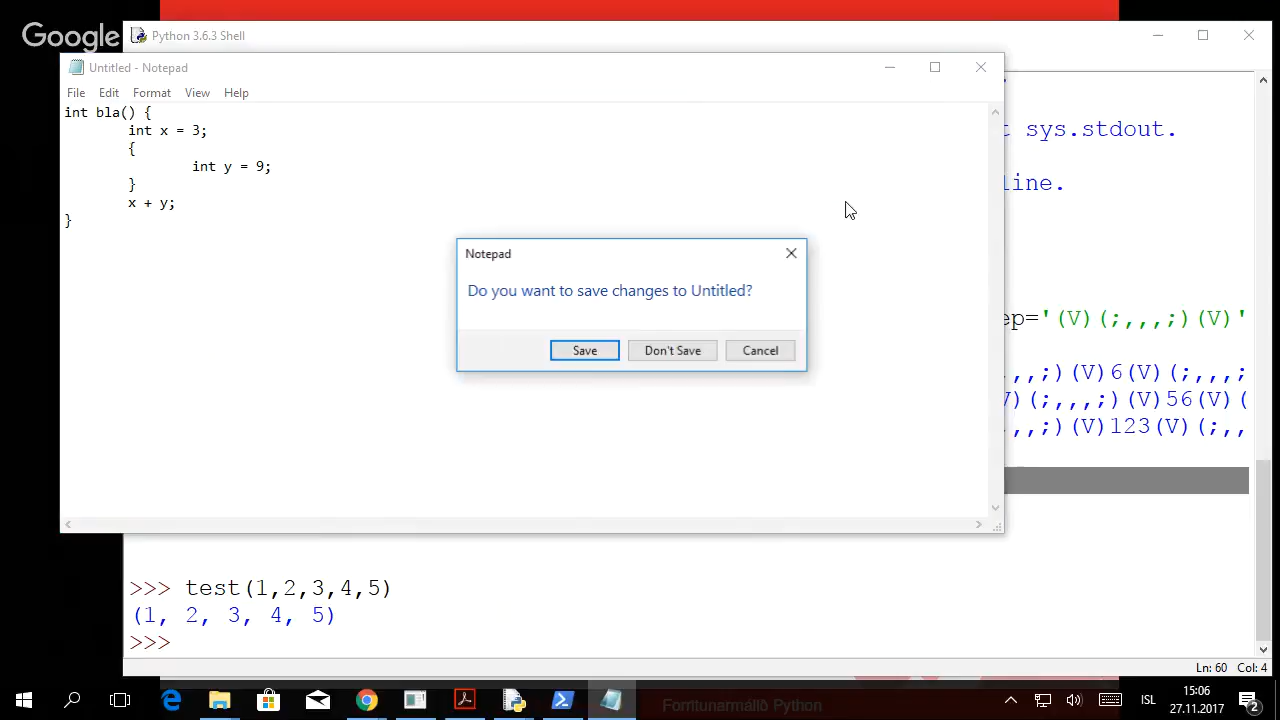 Google
Python 3.6.3 Shell
Untitled - Notepad
File Edit Format View Help
int bla() {
int x = 3;
{
int y = 9;
}
x + y;
}
sys.stdout.
line.
ep='(V)(;,,,;)(V)'
,,;)(V)6(V)(;,,,;
)(;,,,;)(V)56(V)(
,,;)(V)123(V)(;,,
Notepad
Do you want to save changes to Untitled?
Save Don't Save Cancel
>>> test(1,2,3,4,5)
(1, 2, 3, 4, 5)
>>>
Ln: 60 Col: 4
Forritunarmálið Python
ISL
15:06
27.11.2017
2